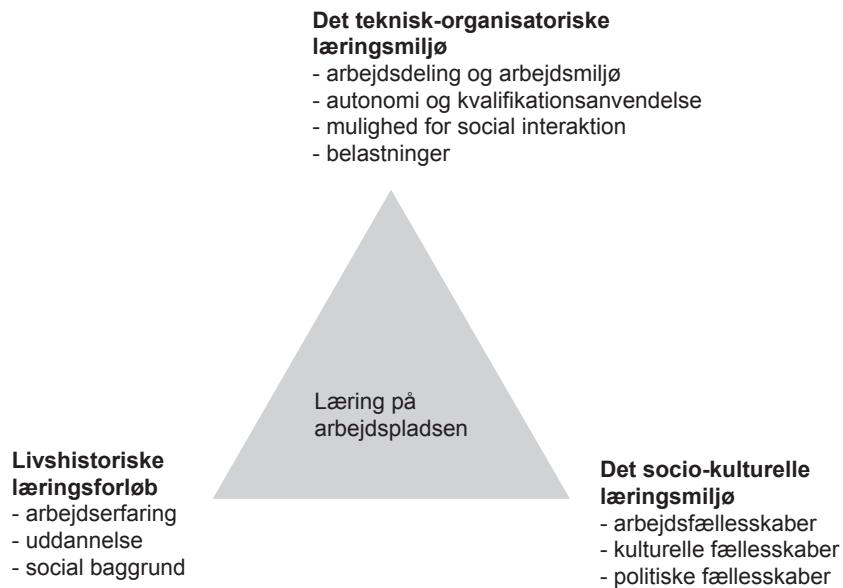 Det teknisk-organisatoriske
læringsmiljø
- arbejdsdeling og arbejdsmiljø
- autonomi og kvalifikationsanvendelse
- mulighed for social interaktion
- belastninger
Læring på
arbejdspladsen
Livshistoriske
læringsforløb
- arbejdserfaring
- uddannelse
- social baggrund
Det socio-kulturelle
læringsmiljø
- arbejdsfællesskaber
- kulturelle fællesskaber
- politiske fællesskaber